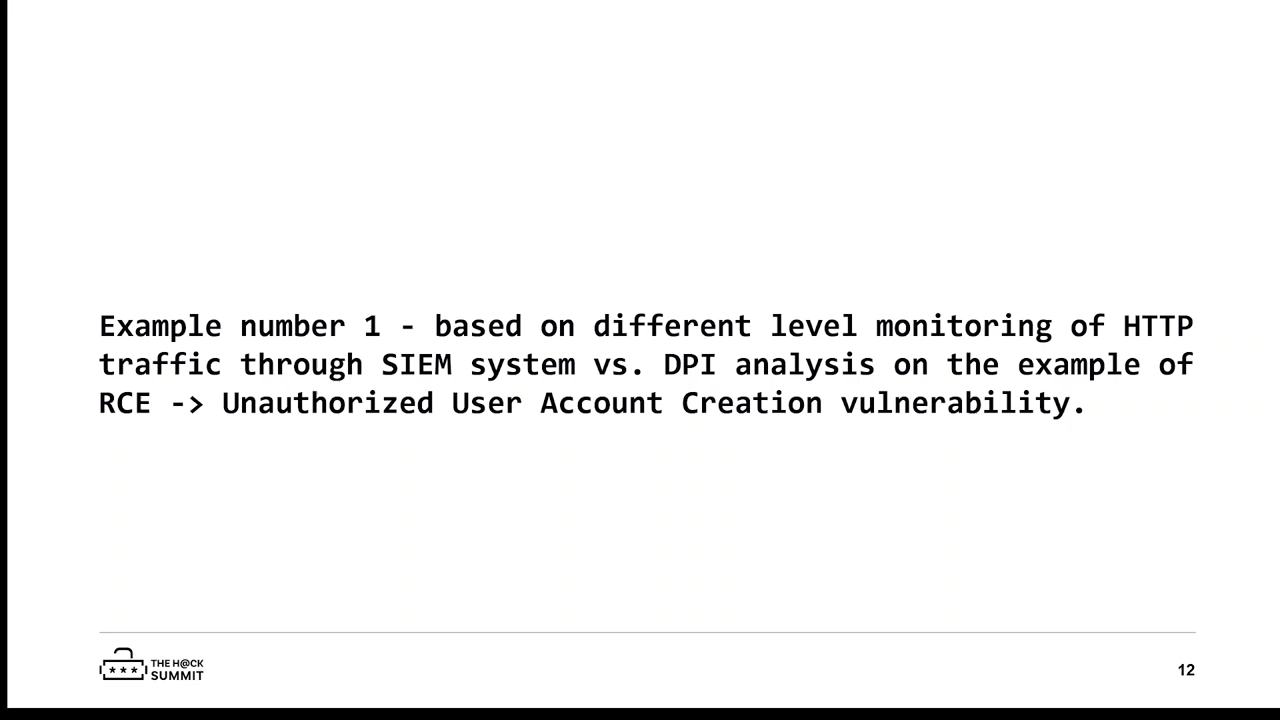 Example number 1 - based on different level monitoring of HTTP
traffic through SIEM system vs. DPI analysis on the example of
RCE -> Unauthorized User Account Creation vulnerability.
***
THE H@CK
SUMMIT
12